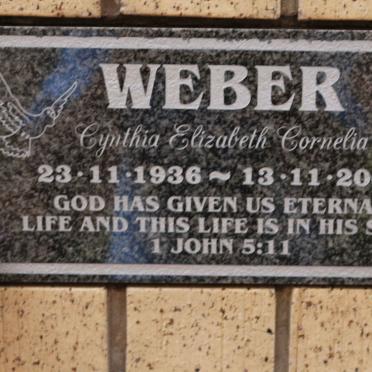 WEBER
Cynthia Elizabeth Cornelia
23·11·1936 ~ 13·11·20
GOD HAS GIVEN US ETERNA
LIFE AND THIS LIFE IS IN HIS S
1 JOHN 5:11